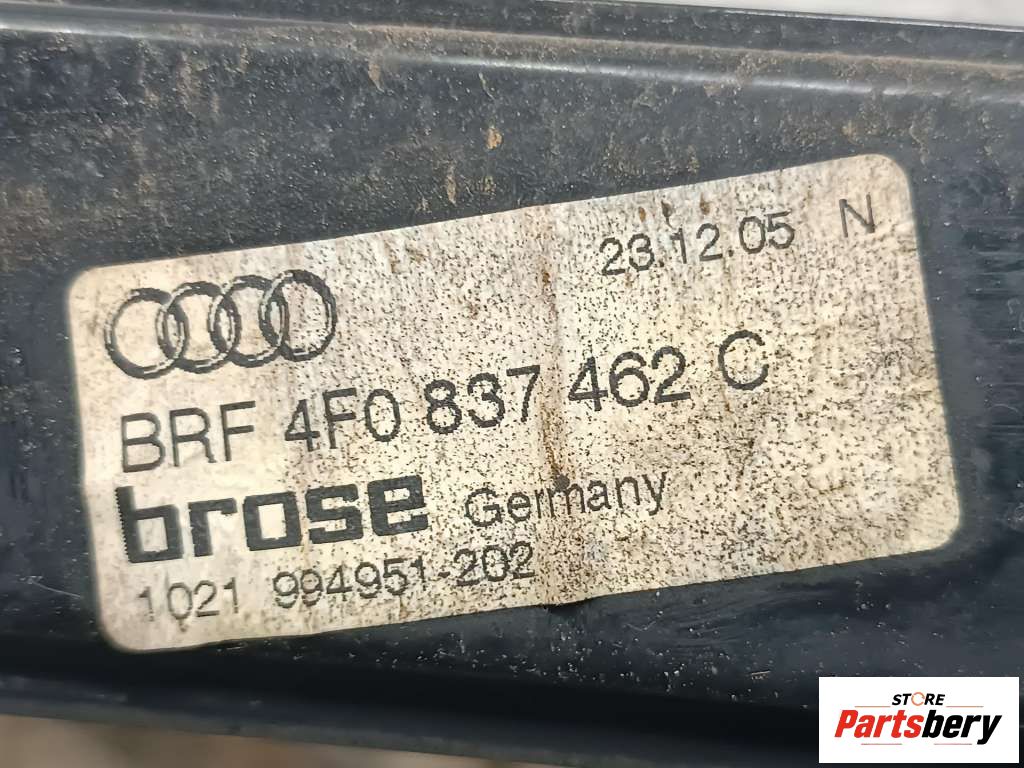 23.12.05 N
BRF 4F0 837 462 C
brose Germany
1021 994951-202
STORE
Partsbery